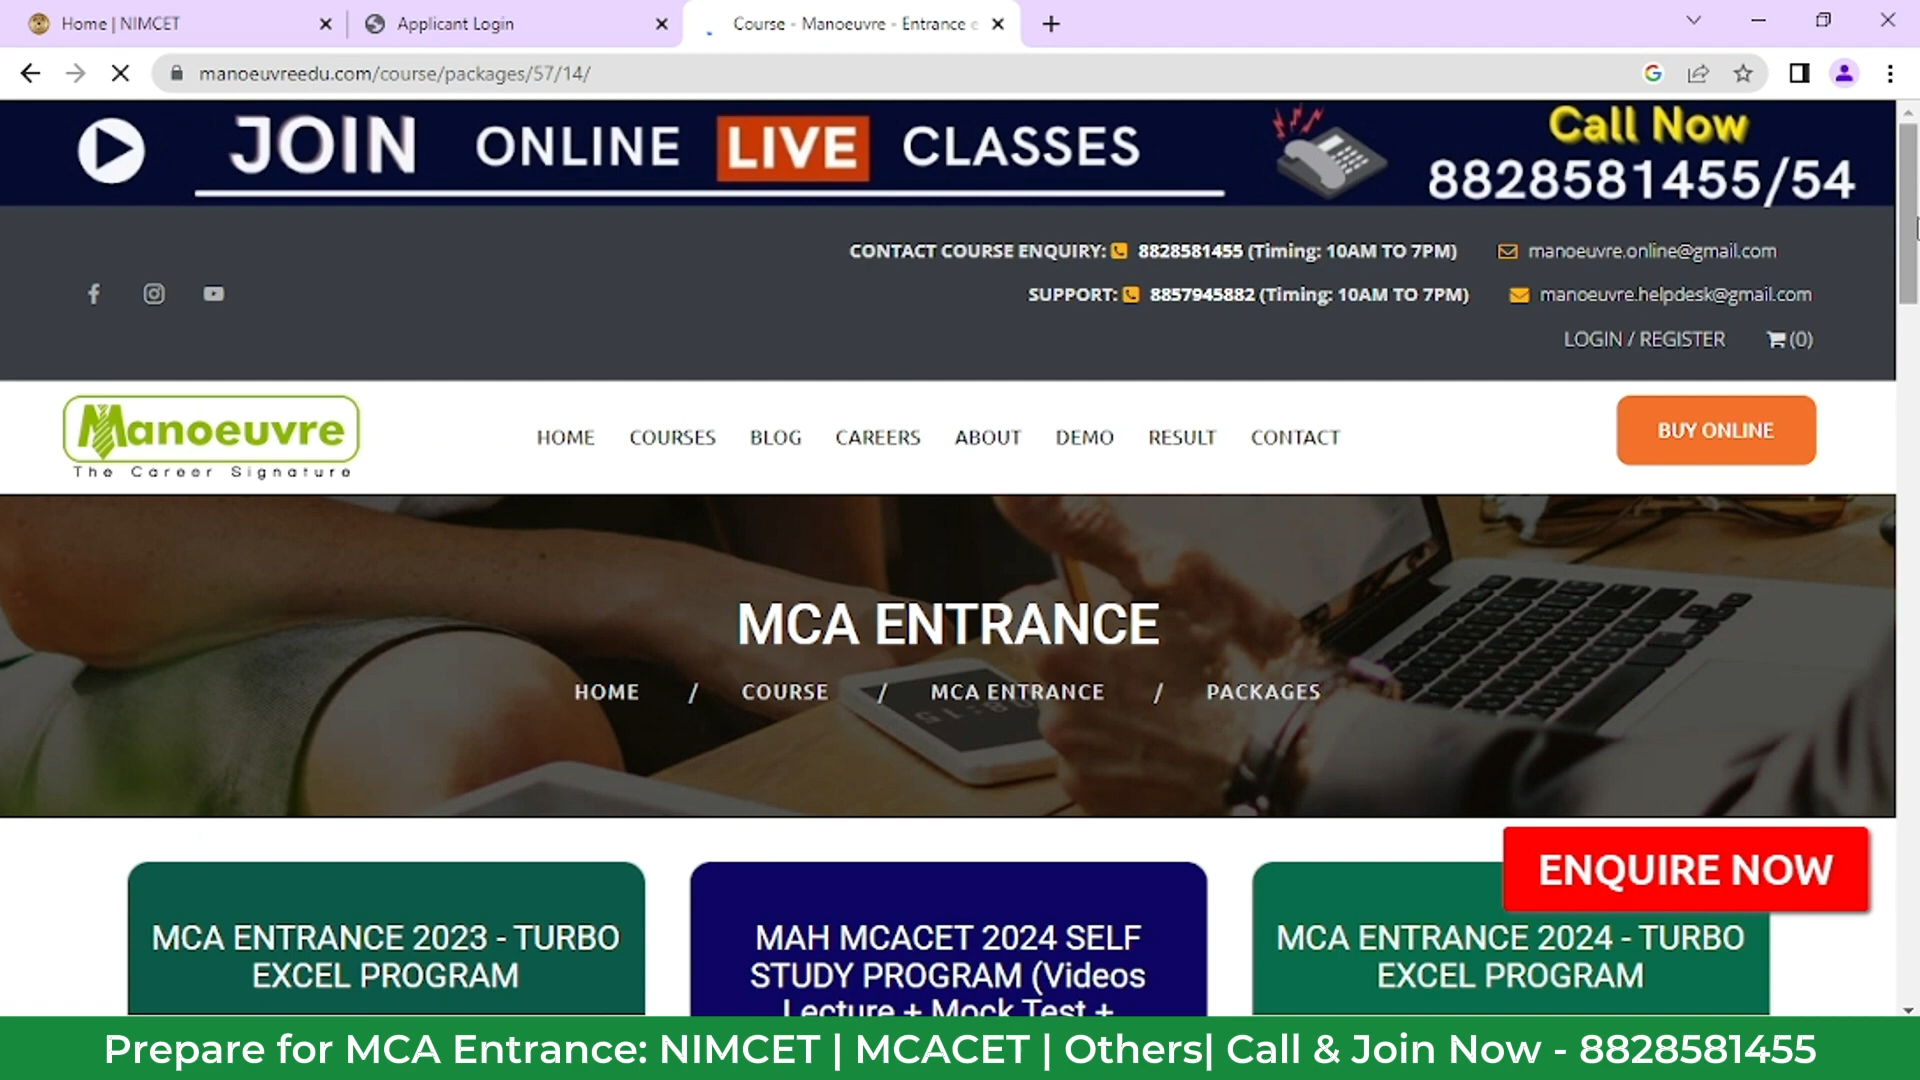 Home | NIMCET
Applicant Login
Course - Manoeuvre - Entrance e
manoeuvreedu.com/course/packages/57/14/
JOIN ONLINE LIVE CLASSES
Call Now
8828581455/54
CONTACT COURSE ENQUIRY: 8828581455 (Timing: 10AM TO 7PM) manoeuvre.online@gmail.com
SUPPORT: 8857945882 (Timing: 10AM TO 7PM) manoeuvre.helpdesk@gmail.com
LOGIN / REGISTER (0)
Manoeuvre
The Career Signature
HOME COURSES BLOG CAREERS ABOUT DEMO RESULT CONTACT
BUY ONLINE
MCA ENTRANCE
HOME / COURSE / MCA ENTRANCE / PACKAGES
ENQUIRE NOW
MCA ENTRANCE 2023 - TURBO
EXCEL PROGRAM
MAH MCACET 2024 SELF
STUDY PROGRAM (Videos
Lecture + Mock Test +
MCA ENTRANCE 2024 - TURBO
EXCEL PROGRAM
Prepare for MCA Entrance: NIMCET | MCACET | Others| Call & Join Now - 8828581455